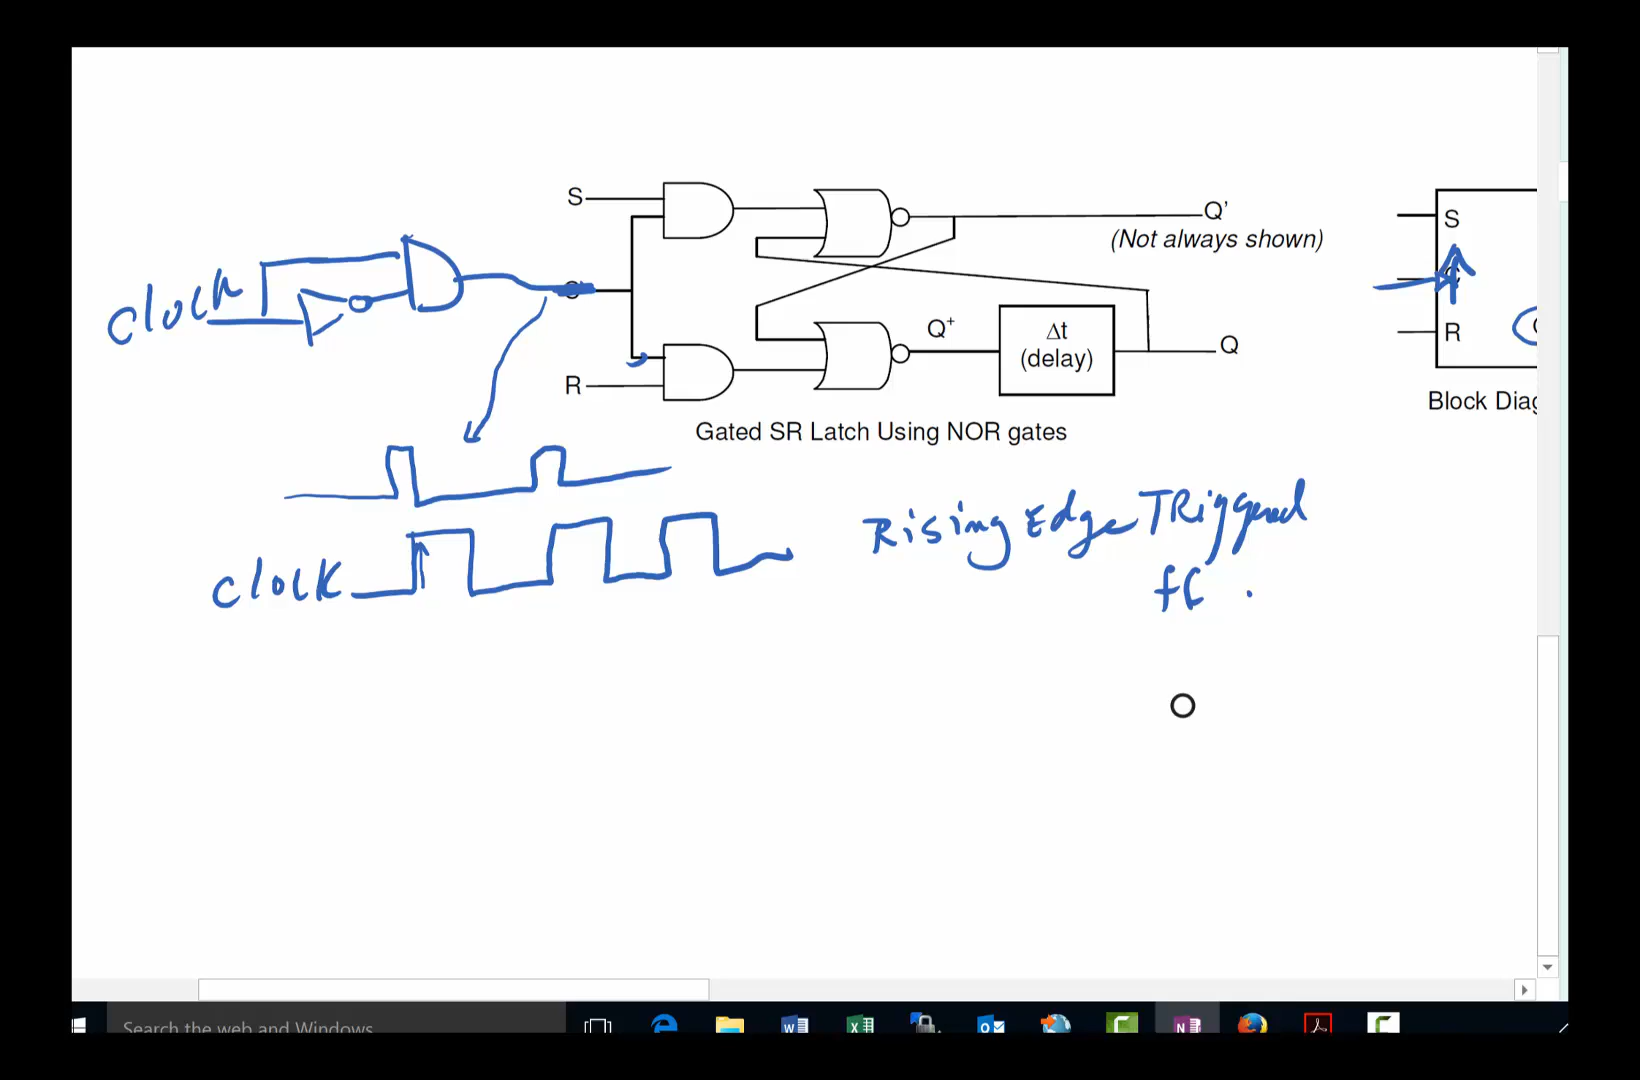 S
Q'
(Not always shown)
S
clock
Q+
Δt
(delay)
Q
R
R
Block Diag
Gated SR Latch Using NOR gates
Rising Edge TRiggered
clock
Search the web and Windows